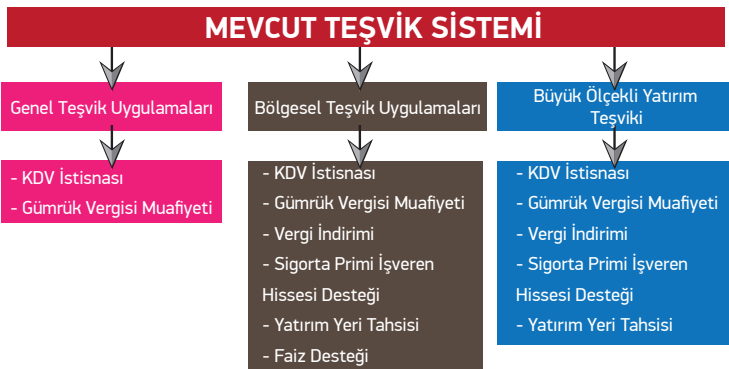 MEVCUT TEŞVİK SİSTEMİ
Genel Teşvik Uygulamaları
- KDV İstisnası
- Gümrük Vergisi Muafiyeti
Bölgesel Teşvik Uygulamaları
- KDV İstisnası
- Gümrük Vergisi Muafiyeti
- Vergi İndirimi
- Sigorta Primi İşveren
Hissesi Desteği
- Yatırım Yeri Tahsisi
- Faiz Desteği
Büyük Ölçekli Yatırım
Teşviki
- KDV İstisnası
- Gümrük Vergisi Muafiyeti
- Vergi İndirimi
- Sigorta Primi İşveren
Hissesi Desteği
- Yatırım Yeri Tahsisi